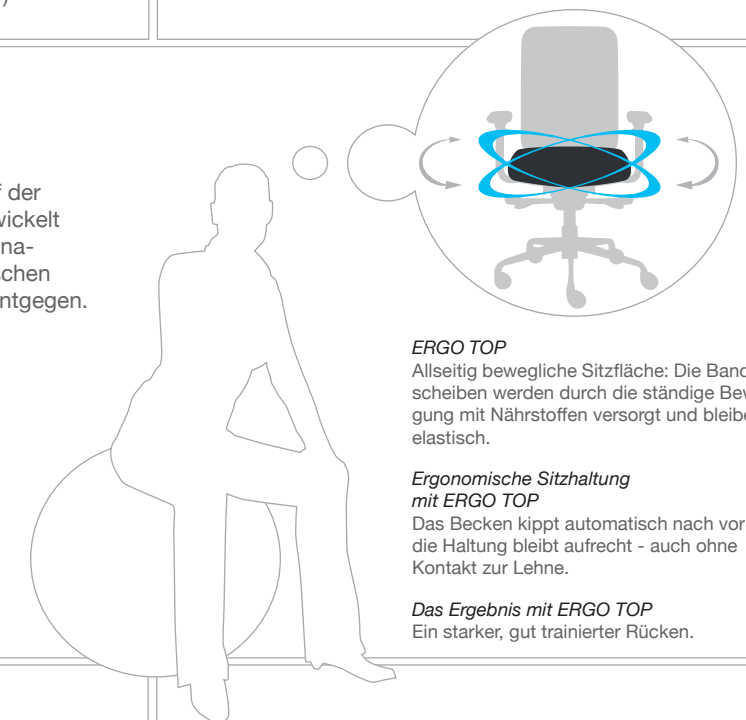 f der
wickelt
na-
schen
ntgegen.
ERGO TOP
Allseitig bewegliche Sitzfläche: Die Band
scheiben werden durch die ständige Bew
gung mit Nährstoffen versorgt und bleibe
elastisch.
Ergonomische Sitzhaltung
mit ERGO TOP
Das Becken kippt automatisch nach vor
die Haltung bleibt aufrecht - auch ohne
Kontakt zur Lehne.
Das Ergebnis mit ERGO TOP
Ein starker, gut trainierter Rücken.